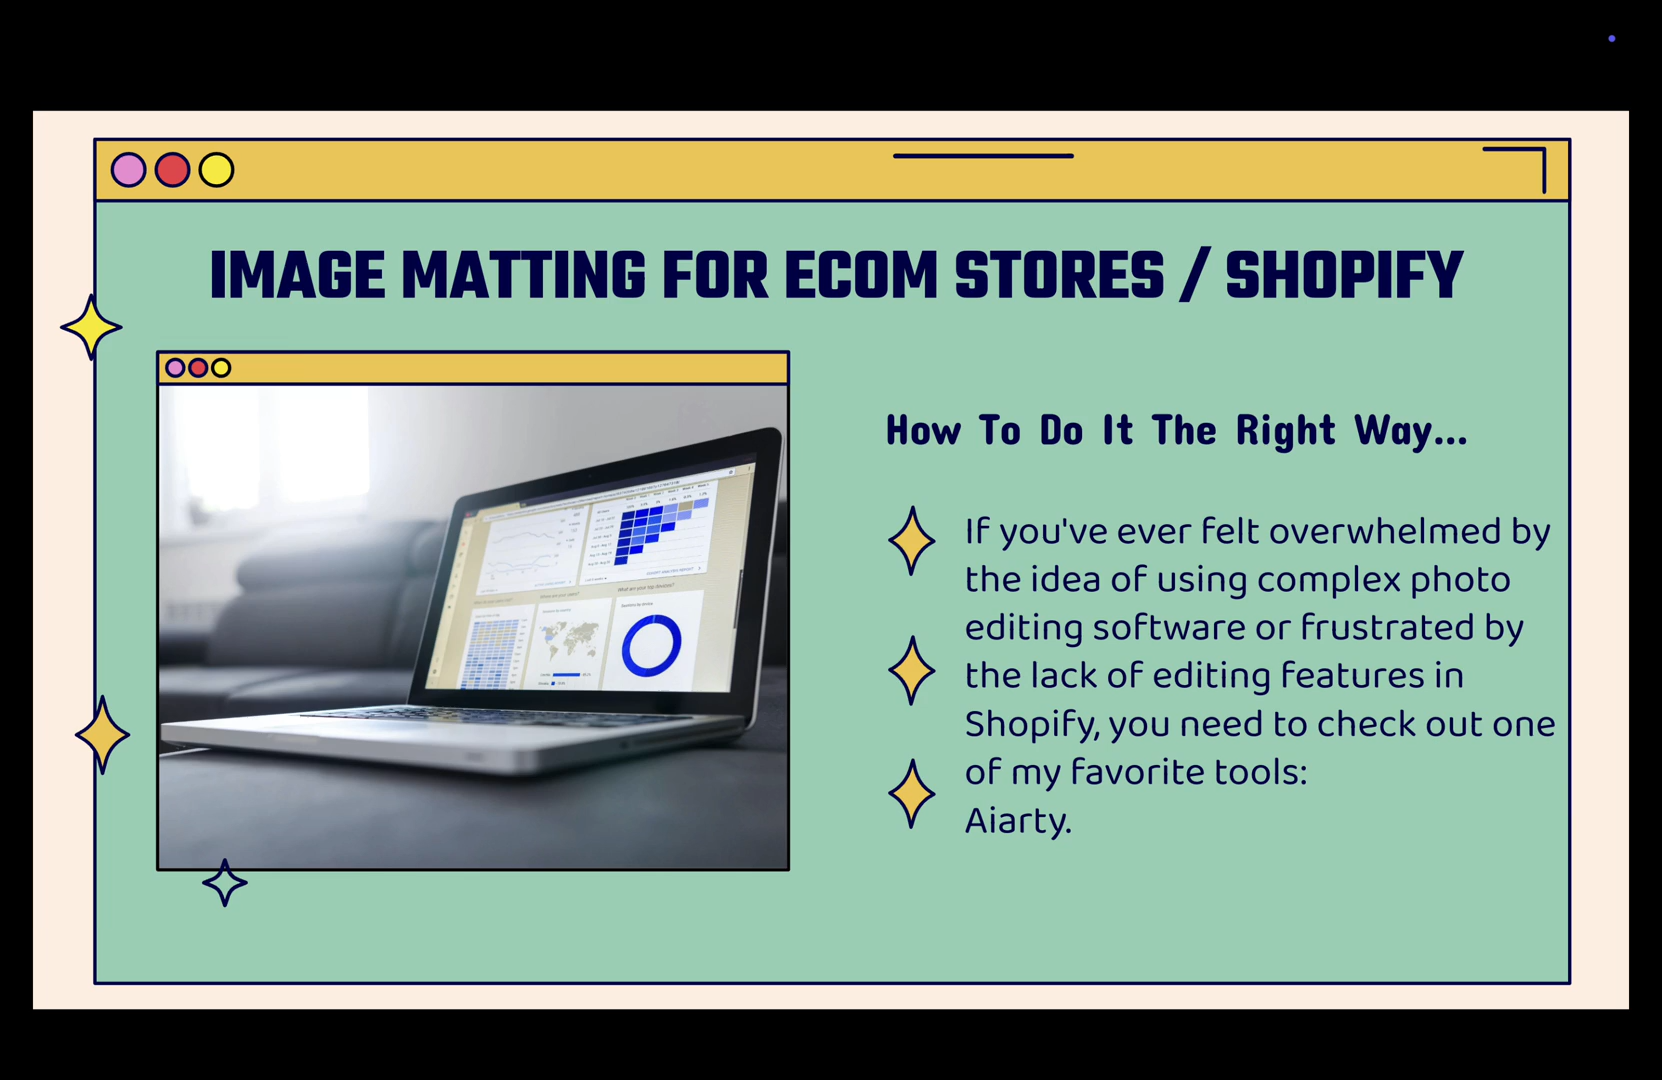 IMAGE MATTING FOR ECOM STORES / SHOPIFY
How To Do It The Right Way...
If you've ever felt overwhelmed by
the idea of using complex photo
editing software or frustrated by
the lack of editing features in
Shopify, you need to check out one
of my favorite tools:
Aiarty.